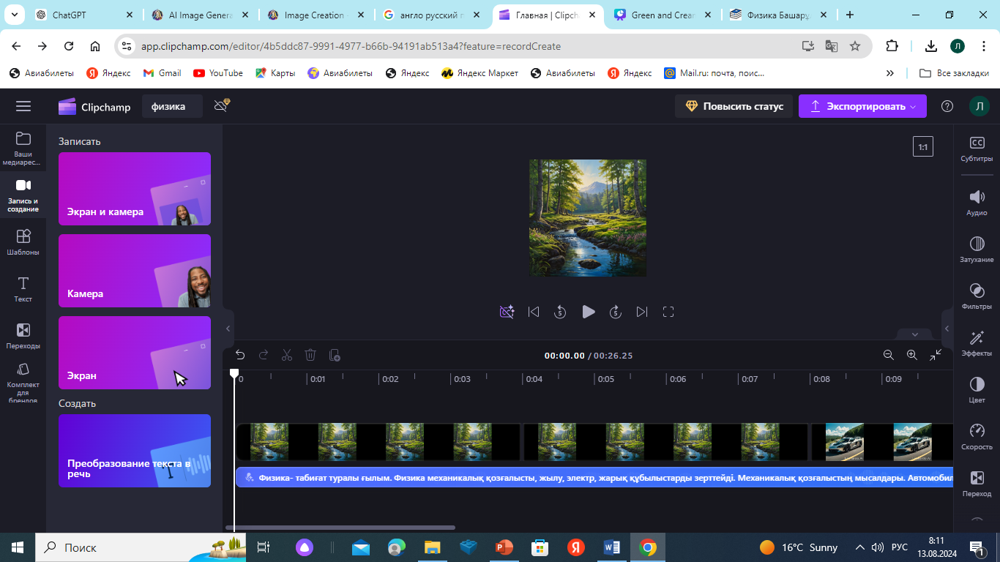 ChatGPT
AI Image Genera
Image Creation -
англо русский п
Главная | Clipch
Green and Crear
Физика Башару
app.clipchamp.com/editor/4b5ddc87-9991-4977-b66b-94191ab513a4?feature=recordCreate
Л
Авиабилеты
Яндекс
Gmail
YouTube
Карты
Авиабилеты
Яндекс
Яндекс Маркет
Авиабилеты
Яндекс
Mail.ru: почта, поис...
Все закладки
Clipchamp
физика
Повысить статус
Экспортировать
Л
Ваши
медиарес...
Запись и
создание
Шаблоны
Текст
Переходы
Комплект
для
брендов
Записать
Экран и камера
Камера
Экран
Создать
Преобразование текста в
речь
1:1
CC
Субтитры
Аудио
Затухание
Фильтры
Эффекты
Цвет
Скорость
Переход
5
5
00:00.00 / 00:26.25
0
0:01
0:02
0:03
0:04
0:05
0:06
0:07
0:08
0:09
Физика- табиғат туралы ғылым. Физика механикалық қозғалысты, жылу, электр, жарық құбылыстарды зерттейді. Механикалық қозғалыстың мысалдары. Автомобил
Поиск
16°C Sunny
РУС
8:11
13.08.2024
1